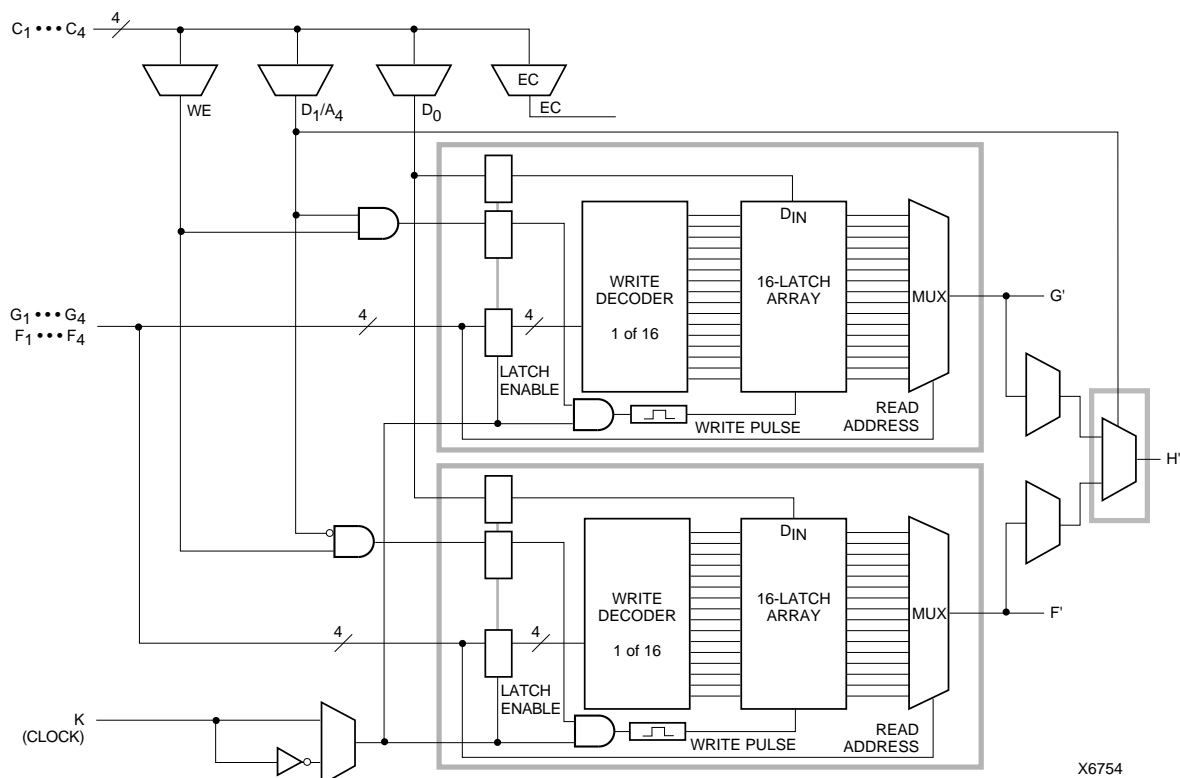 C1 ••• C4
4
EC
WE
D1/A4
D0
EC
DIN
WRITE
DECODER
1 of 16
16-LATCH
ARRAY
MUX
G'
G1 ••• G4
F1 ••• F4
4
4
LATCH
ENABLE
WRITE PULSE
READ
ADDRESS
H'
DIN
WRITE
DECODER
1 of 16
16-LATCH
ARRAY
MUX
F'
4
4
LATCH
ENABLE
WRITE PULSE
READ
ADDRESS
K
(CLOCK)
X6754